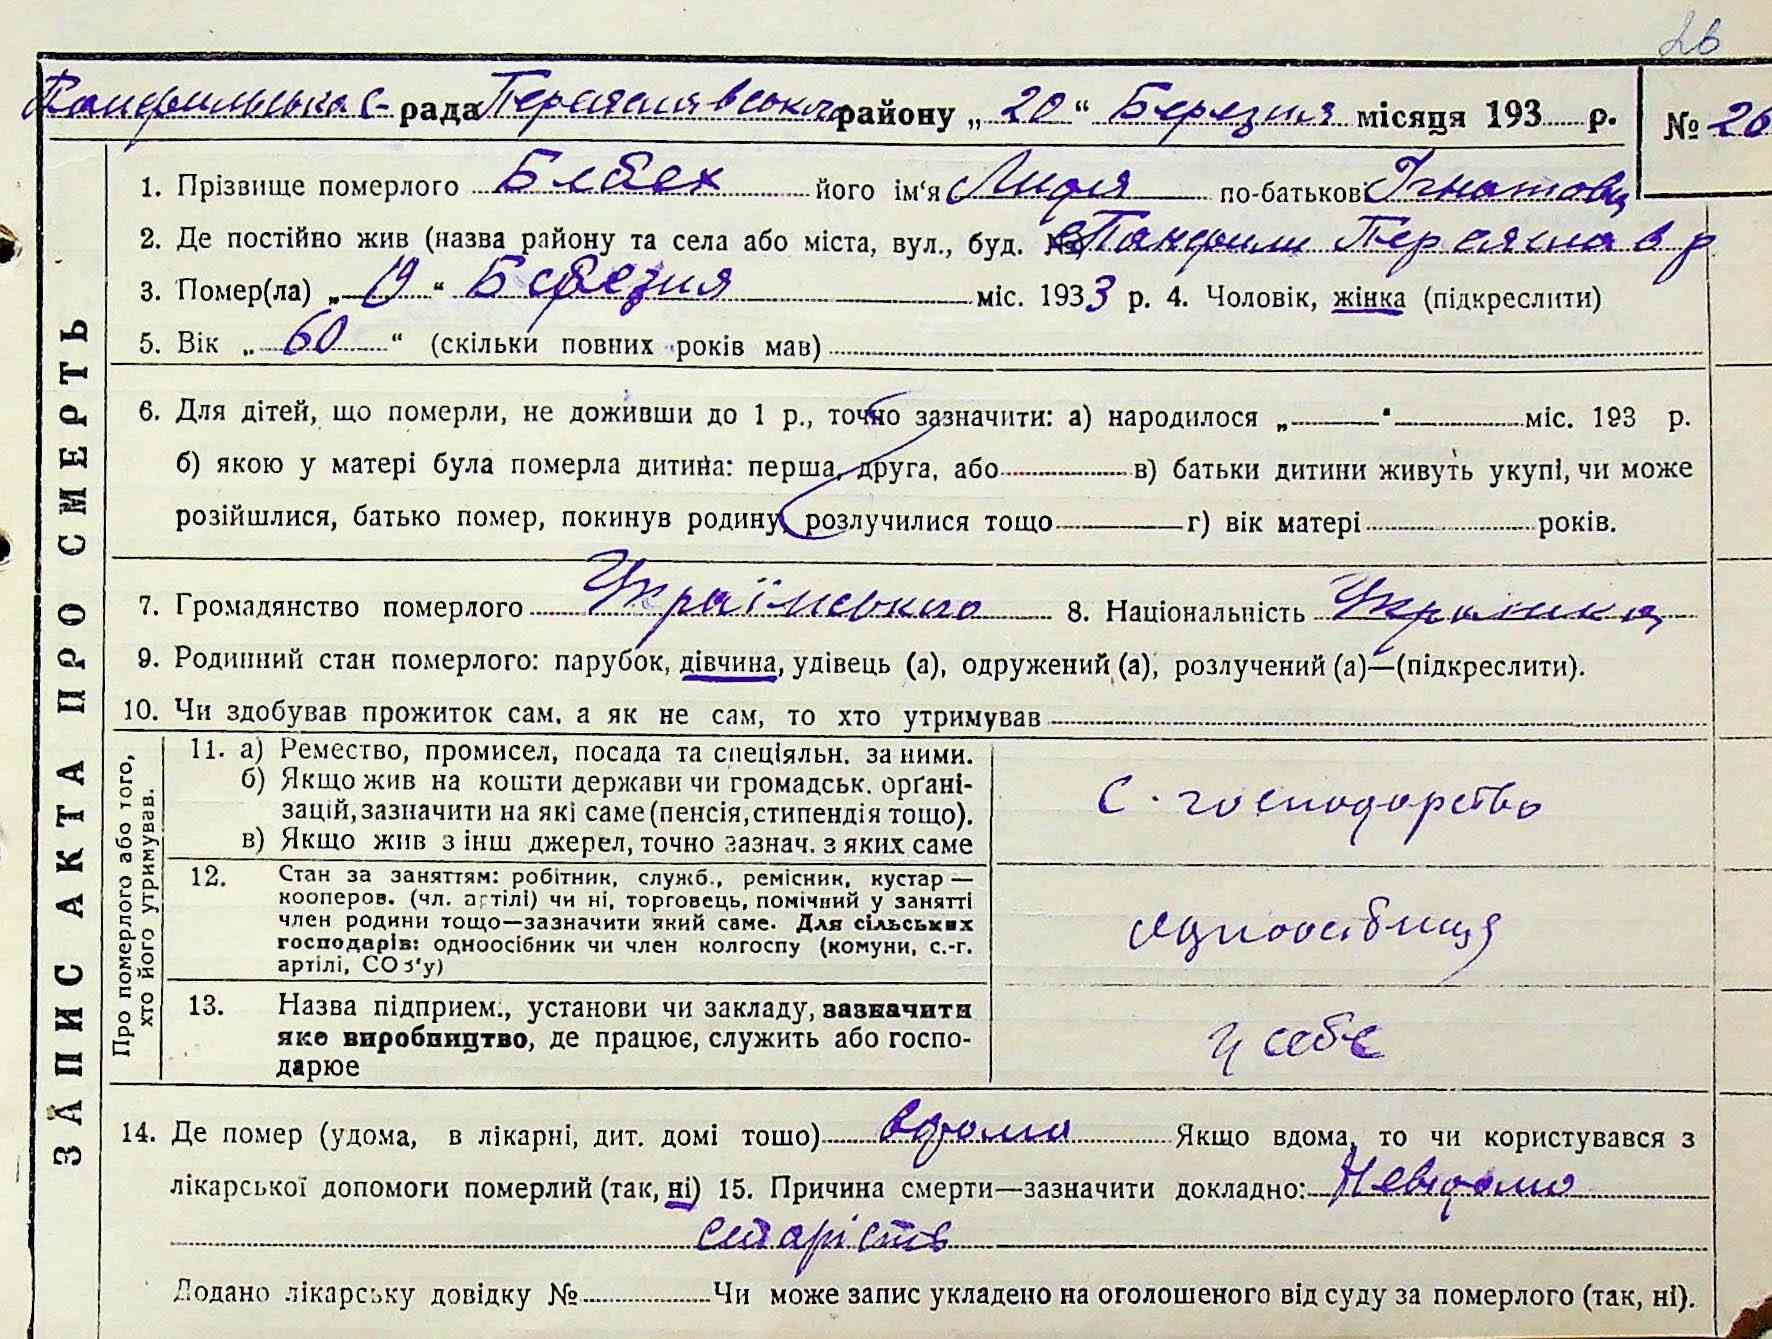 26
Панфильська с- рада Переяславського району „ 20 “ Березня місяця 193 р. № 26
ЗАПИС АКТА ПРО СМЕРТЬ
1. Прізвище померлого його ім‘я по-батькові Ігнатовн
2. Де постійно жив (назва району та села або міста, вул., буд. № с Панфили Переяслав р
3. Помер(ла) „ 19 “ Березня міс. 1933 р. 4. Чоловік, жінка (підкреслити)
5. Вік „ 60 “ (скільки повних років мав)
6. Для дітей, що померли, не доживши до 1 р., точно зазначити: а) народилося „ “ міс. 193 р.
б) якою у матері була померла дитина: перша, друга, або в) батьки дитини живуть укупі, чи може
розійшлися, батько помер, покинув родину, розлучилися тощо г) вік матері років.
7. Громадянство померлого Українського 8. Національність Украинка
9. Родинний стан померлого: парубок, дівчина, удівець (а), одружений (а), розлучений (а)—(підкреслити).
10. Чи здобував прожиток сам, а як не сам, то хто утримував
Про померлого або того,
хто його утримував.
11. а) Ремество, промисел, посада та спеціяльн. за ними.
б) Якщо жив на кошти держави чи громадськ. орґані-
зацій, зазначити на які саме (пенсія, стипендія тощо).
в) Якщо жив з інш джерел, точно зазнач. з яких саме
с. господарство
12. Стан за заняттям: робітник, служб., ремісник, кустар —
кооперов. (чл. артілі) чи ні, торговець, помічний у занятті
член родини тощо—зазначити який саме. Для сільських
господарів: одноосібник чи член колгоспу (комуни, с.-г.
артілі, СОЗ‘у)
одноосібниця
13. Назва підприєм., установи чи закладу, зазначити
яке виробництво, де працює, служить або госпо-
дарює
у себе
14. Де помер (удома, в лікарні, дит. домі тощо) вдома Якщо вдома, то чи користувався з
лікарської допомоги померлий (так, ні) 15. Причина смерти—зазначити докладно: Невідомо
старість
Додано лікарську довідку № Чи може запис укладено на оголошеного від суду за померлого (так, ні).